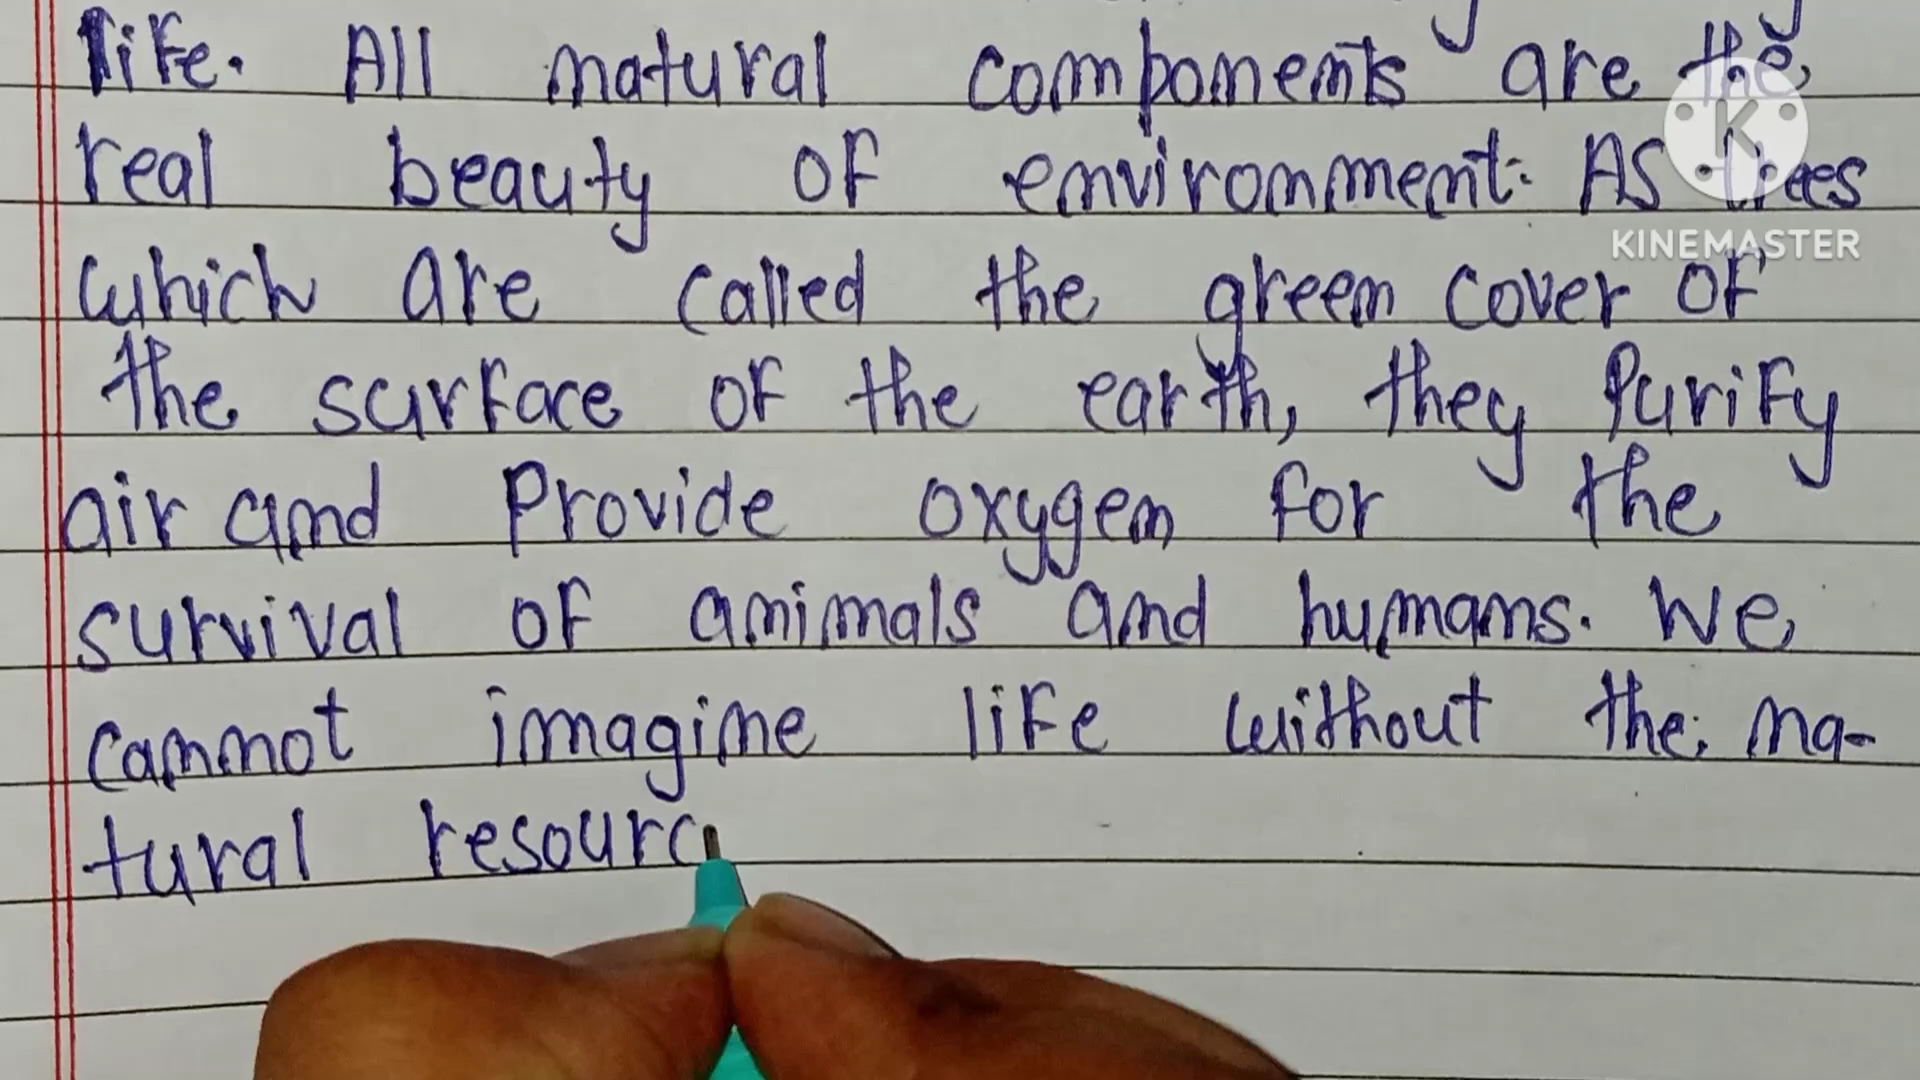 life. All natural components are the
real beauty of environment. As trees
which are called the green cover of
the surface of the earth, they purify
air and provide oxygen for the
survival of animals and humans. We
cannot imagine life without the na-
tural resourc
KINEMASTER